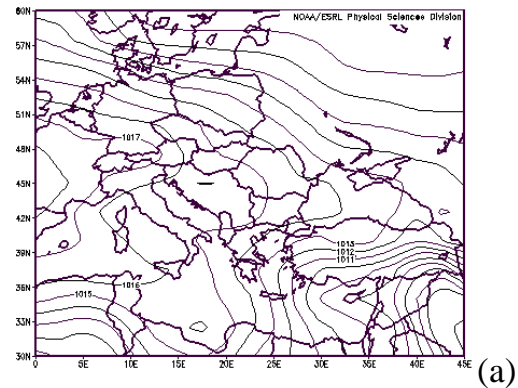 NOAA/ESRL Physical Sciences Division
60N
57N
54N
51N
48N
45N
42N
39N
36N
33N
30N
1017
1013
1012
1011
1016
1015
0 5E 10E 15E 20E 25E 30E 35E 40E 45E
(a)